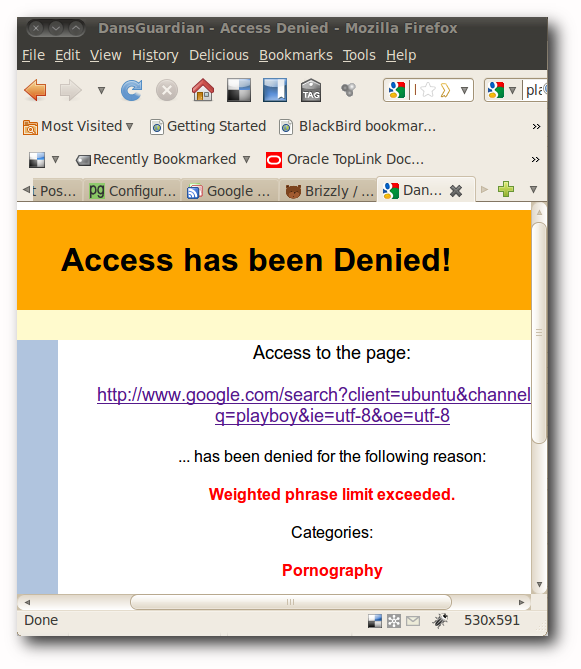 DansGuardian - Access Denied - Mozilla Firefox
File Edit View History Delicious Bookmarks Tools Help
TAG pla
Most Visited Getting Started BlackBird bookmar...
Recently Bookmarked Oracle TopLink Doc...
t Pos... pg Configur... Google ... Brizzly / ... Dan...
Access has been Denied!
Access to the page:
http://www.google.com/search?client=ubuntu&channel
q=playboy&ie=utf-8&oe=utf-8
... has been denied for the following reason:
Weighted phrase limit exceeded.
Categories:
Pornography
Done 530x591